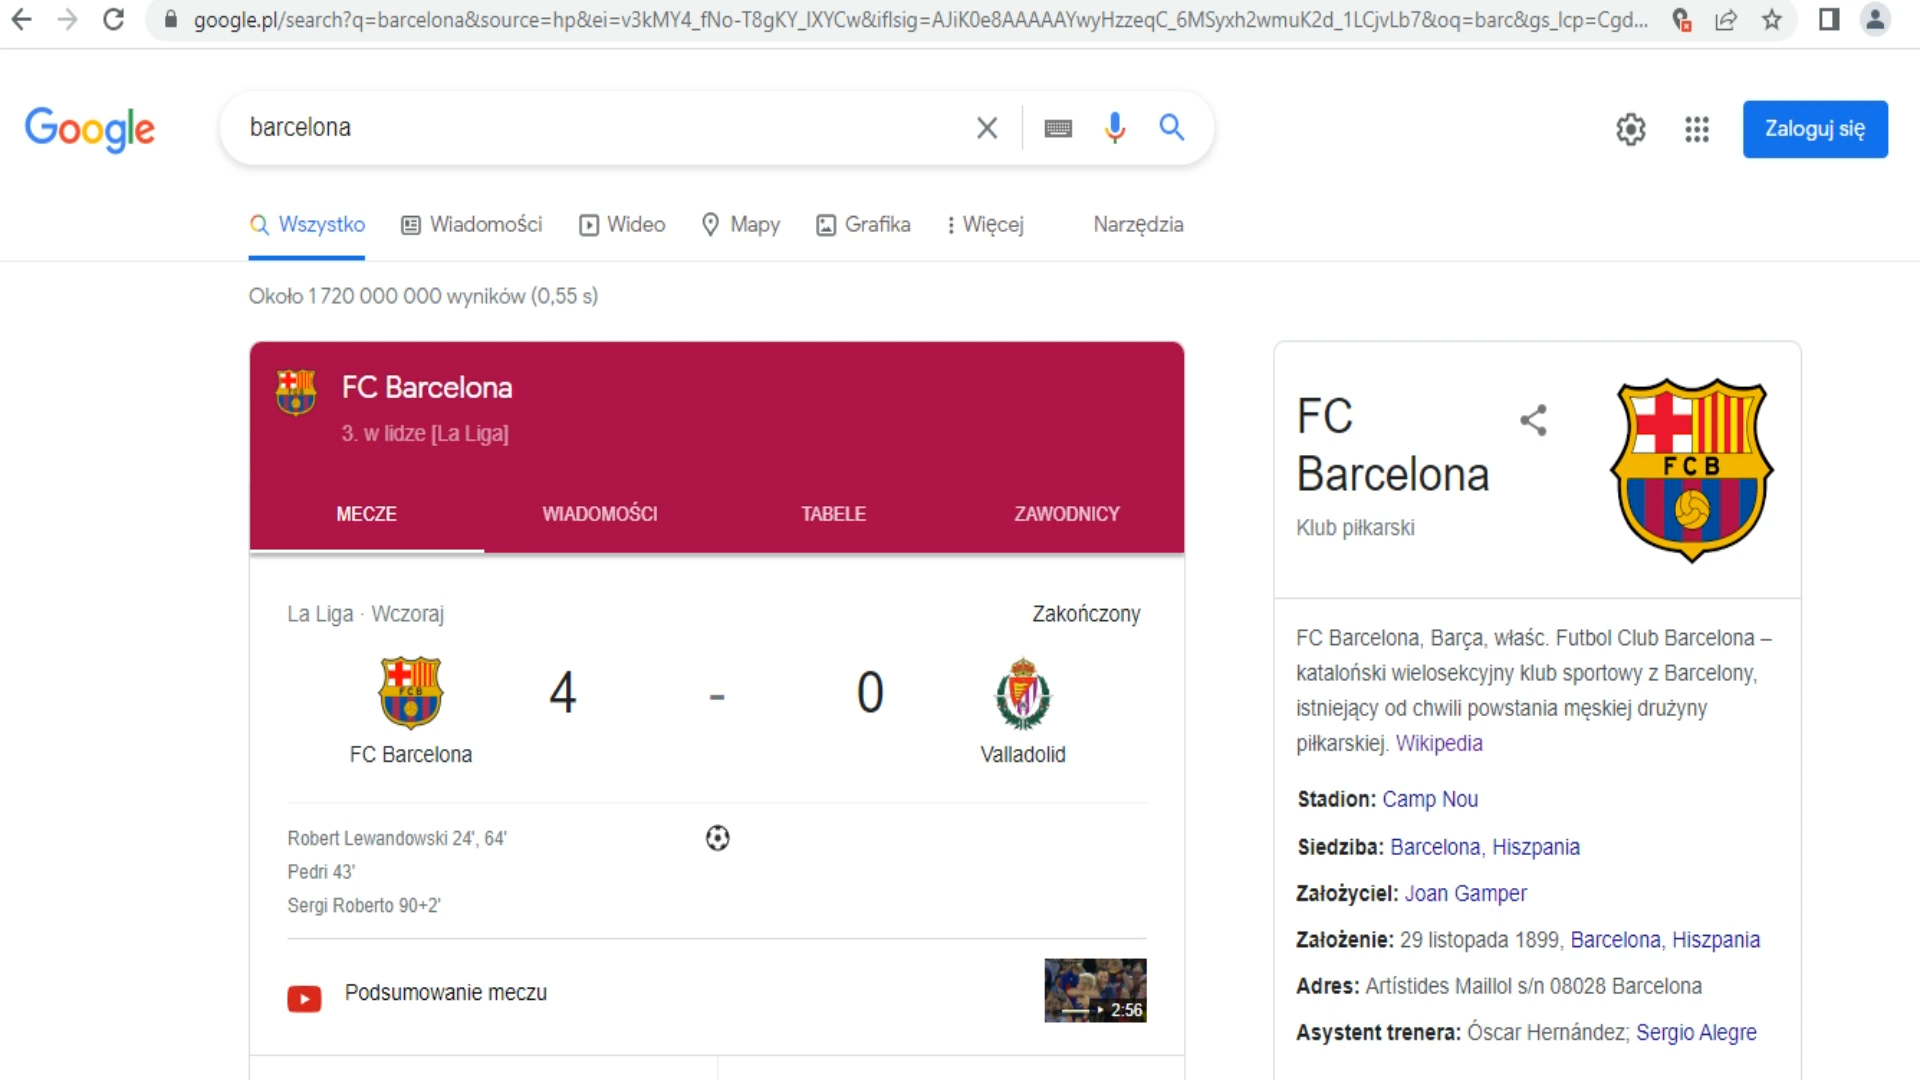 google.pl/search?q=barcelona&source=hp&ei=v3kMY4_fNo-T8gKY_IXYCw&iflsig=AJiK0e8AAAAAYwyHzzeqC_6MSyxh2wmuK2d_1LCjvLb7&oq=barc&gs_lcp=Cgd...
Google
barcelona
Zaloguj się
Wszystko Wiadomości Wideo Mapy Grafika Więcej Narzędzia
Około 1 720 000 000 wyników (0,55 s)
FC Barcelona
3. w lidze [La Liga]
MECZE WIADOMOŚCI TABELE ZAWODNICY
La Liga · Wczoraj Zakończony
4 - 0
FCB
FC Barcelona Valladolid
Robert Lewandowski 24', 64'
Pedri 43'
Sergi Roberto 90+2'
Podsumowanie meczu
2:56
FC
Barcelona
Klub piłkarski
FCB
FC Barcelona, Barça, właśc. Futbol Club Barcelona –
kataloński wielosekcyjny klub sportowy z Barcelony,
istniejący od chwili powstania męskiej drużyny
piłkarskiej. Wikipedia
Stadion: Camp Nou
Siedziba: Barcelona, Hiszpania
Założyciel: Joan Gamper
Założenie: 29 listopada 1899, Barcelona, Hiszpania
Adres: Artístides Maillol s/n 08028 Barcelona
Asystent trenera: Óscar Hernández; Sergio Alegre